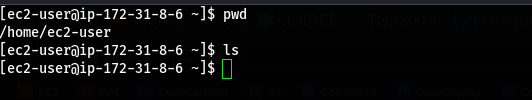 [ec2-user@ip-172-31-8-6 ~]$ pwd
/home/ec2-user
[ec2-user@ip-172-31-8-6 ~]$ ls
[ec2-user@ip-172-31-8-6 ~]$